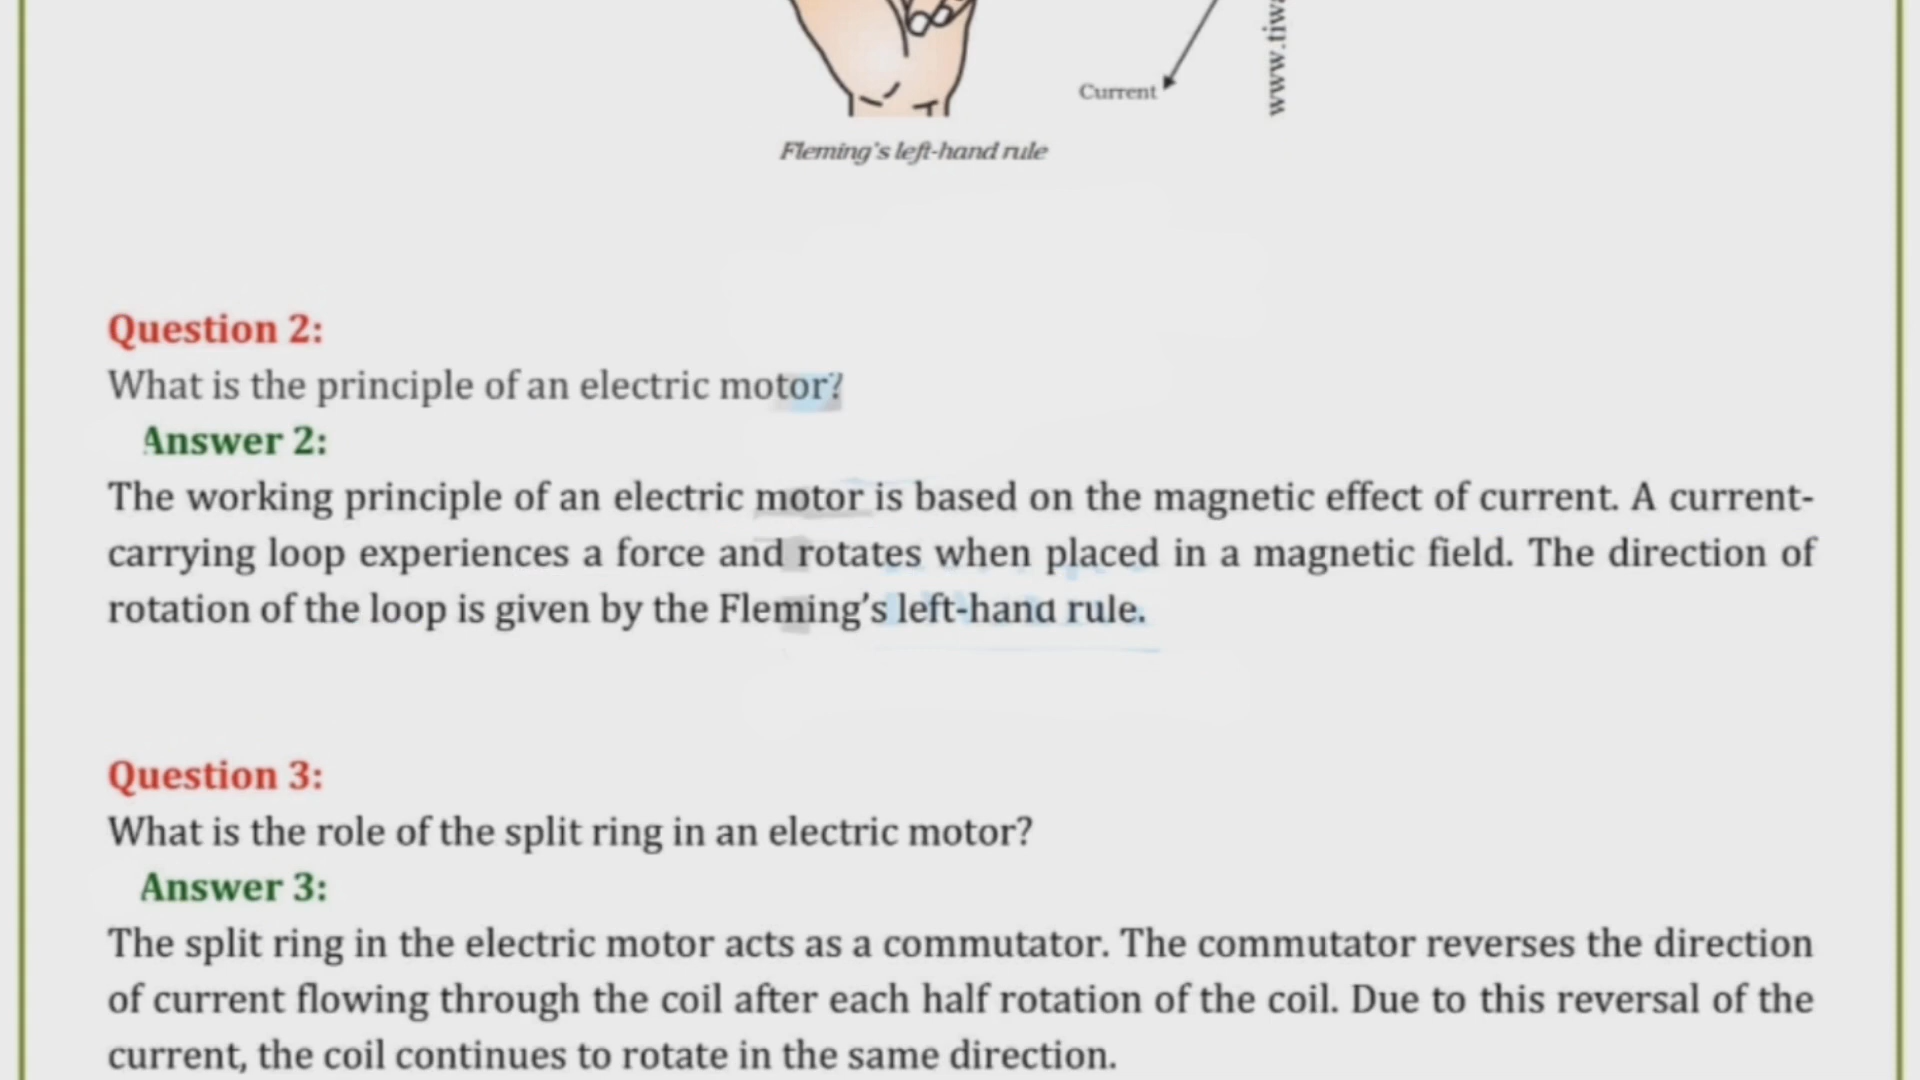 www.tiw
Current
Fleming's left-hand rule
Question 2:
What is the principle of an electric motor?
Answer 2:
The working principle of an electric motor is based on the magnetic effect of current. A current-
carrying loop experiences a force and rotates when placed in a magnetic field. The direction of
rotation of the loop is given by the Fleming's left-hand rule.
Question 3:
What is the role of the split ring in an electric motor?
Answer 3:
The split ring in the electric motor acts as a commutator. The commutator reverses the direction
of current flowing through the coil after each half rotation of the coil. Due to this reversal of the
current, the coil continues to rotate in the same direction.